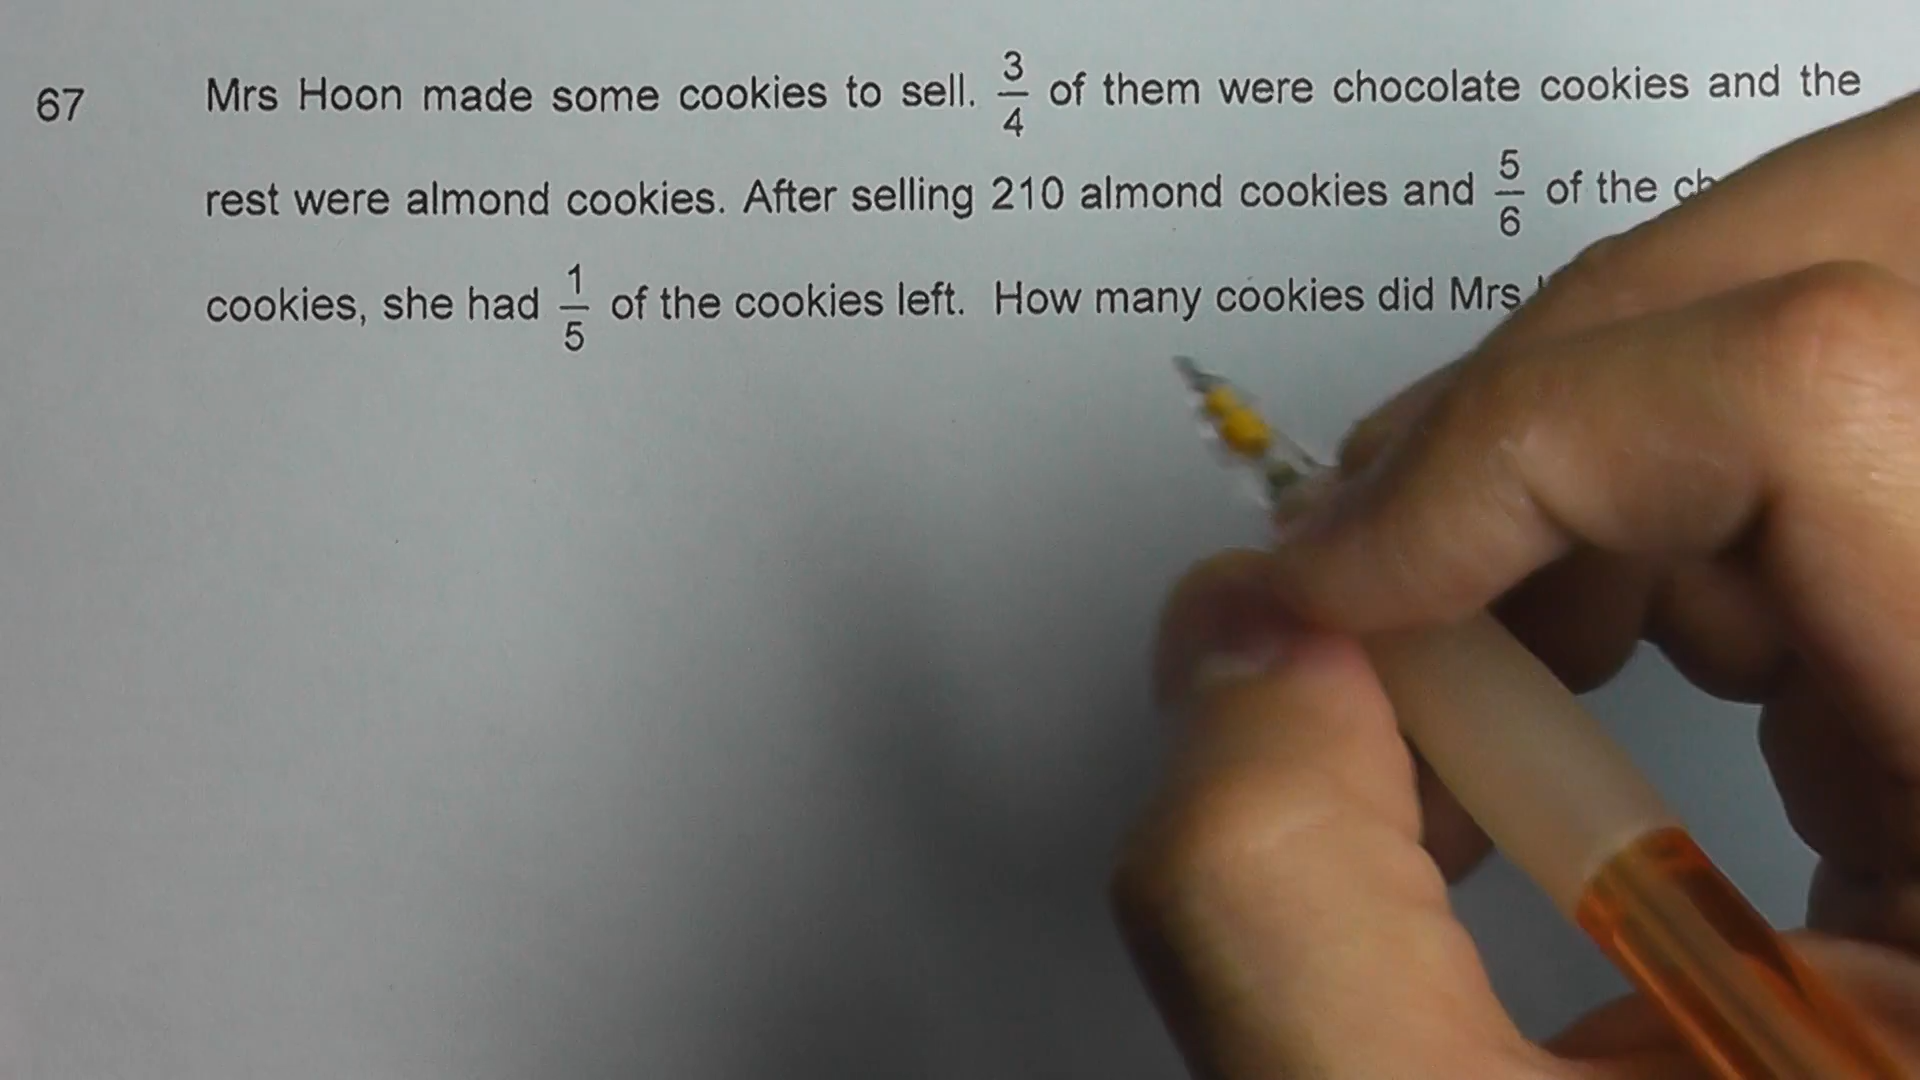 67 Mrs Hoon made some cookies to sell. 3/4 of them were chocolate cookies and the
rest were almond cookies. After selling 210 almond cookies and 5/6 of the
cookies, she had 1/5 of the cookies left. How many cookies did Mrs